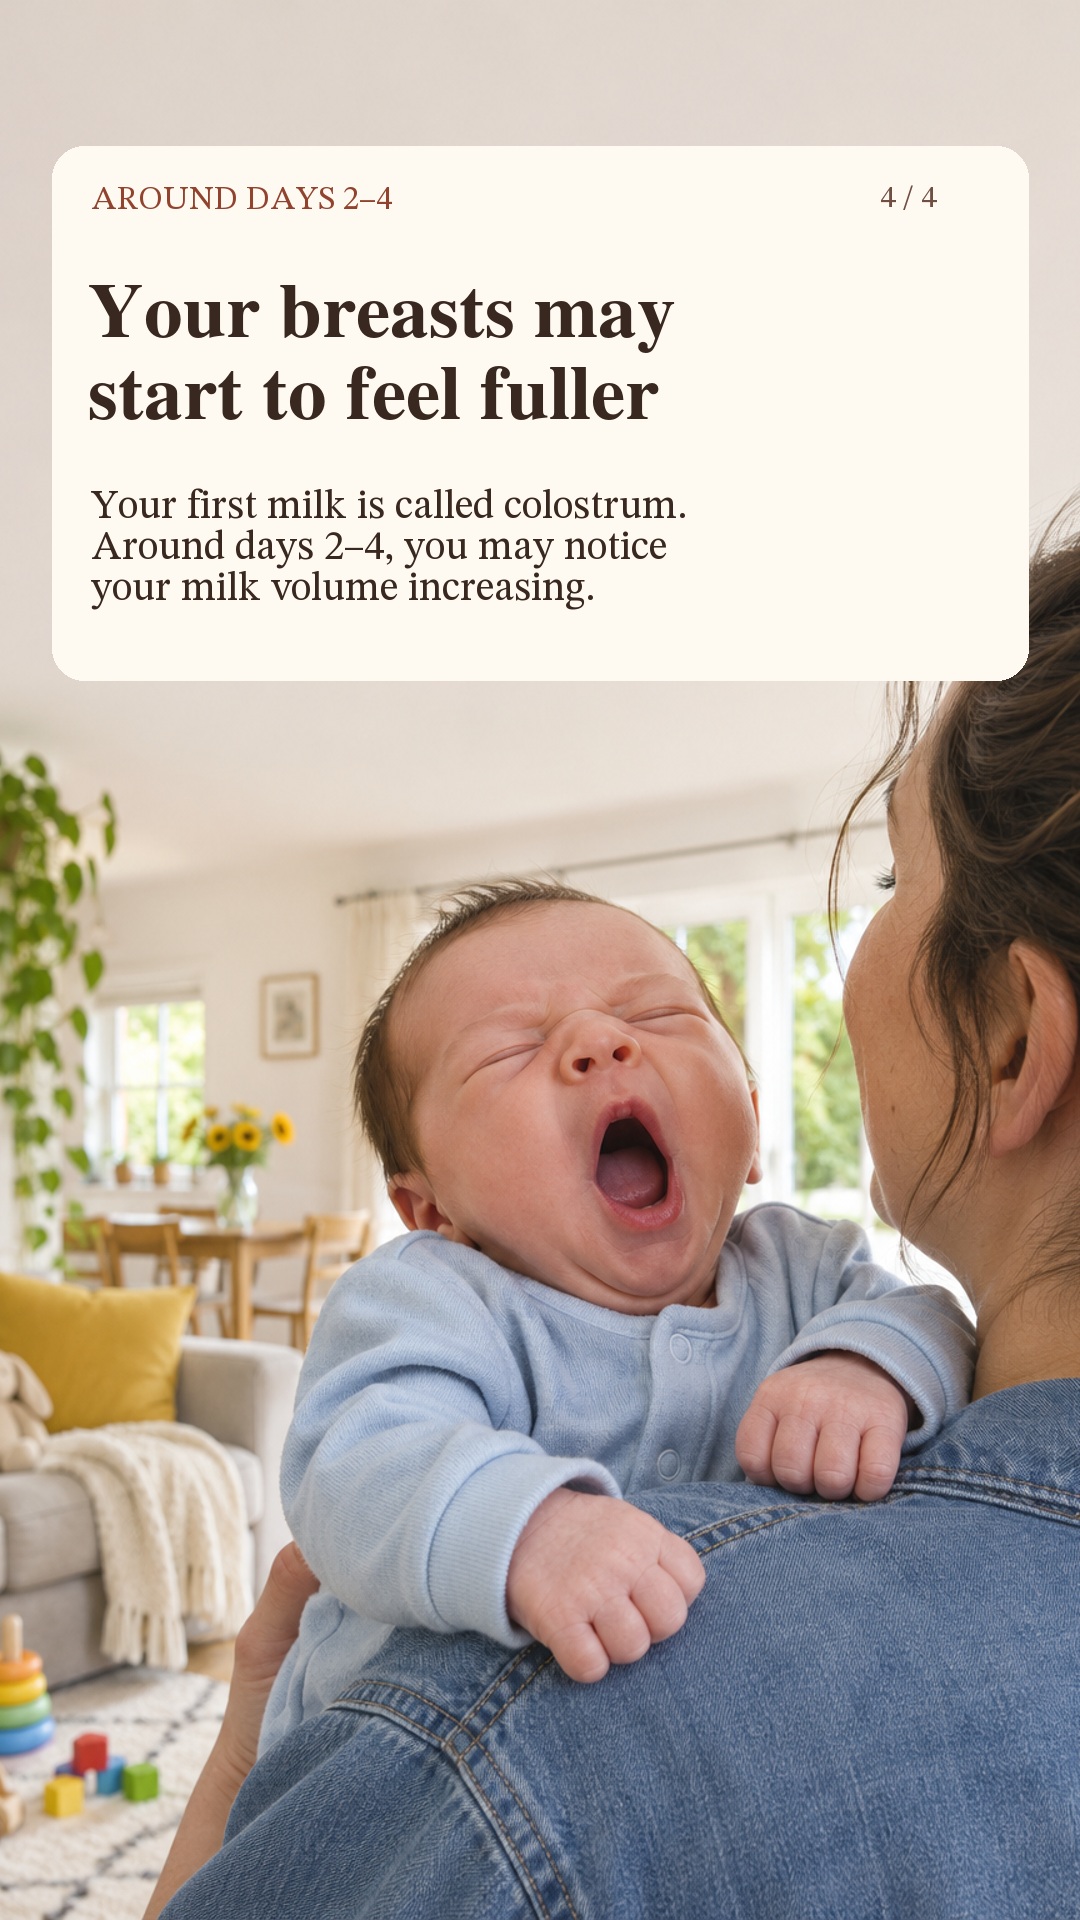 AROUND DAYS 2–4
4 / 4
Your breasts may
start to feel fuller
Your first milk is called colostrum.
Around days 2–4, you may notice
your milk volume increasing.